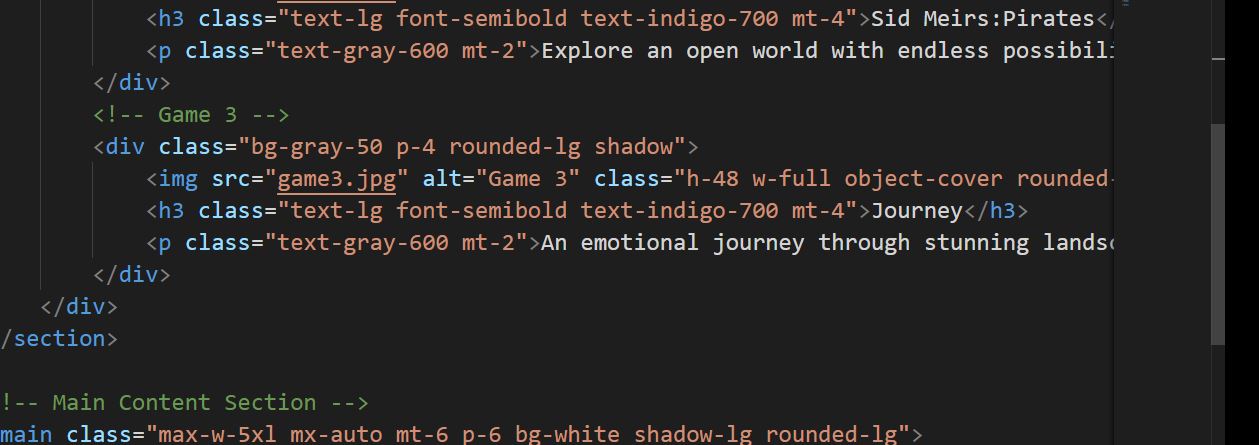 <h3 class="text-lg font-semibold text-indigo-700 mt-4">Sid Meirs:Pirates</
<p class="text-gray-600 mt-2">Explore an open world with endless possibili
</div>
<!-- Game 3 -->
<div class="bg-gray-50 p-4 rounded-lg shadow">
<img src="game3.jpg" alt="Game 3" class="h-48 w-full object-cover rounded-
<h3 class="text-lg font-semibold text-indigo-700 mt-4">Journey</h3>
<p class="text-gray-600 mt-2">An emotional journey through stunning landsc
</div>
</div>
/section>
!-- Main Content Section -->
main class="max-w-5xl mx-auto mt-6 p-6 bg-white shadow-lg rounded-lg">